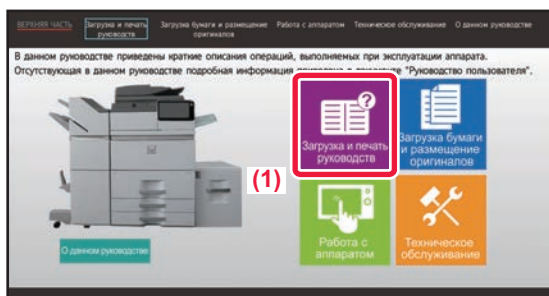 ВЕРХНЯЯ ЧАСТЬ
Загрузка и печать
руководств
Загрузка бумаги и размещение
оригиналов
Работа с аппаратом
Техническое обслуживание
О данном руководстве
В данном руководстве приведены краткие описания операций, выполняемых при эксплуатации аппарата.
Отсутствующая в данном руководстве подробная информация приведена в документе "Руководство пользователя".
Загрузка и печать
руководств
Загрузка бумаги
и размещение
оригиналов
(1)
О данном руководстве
Работа с
аппаратом
Техническое
обслуживание